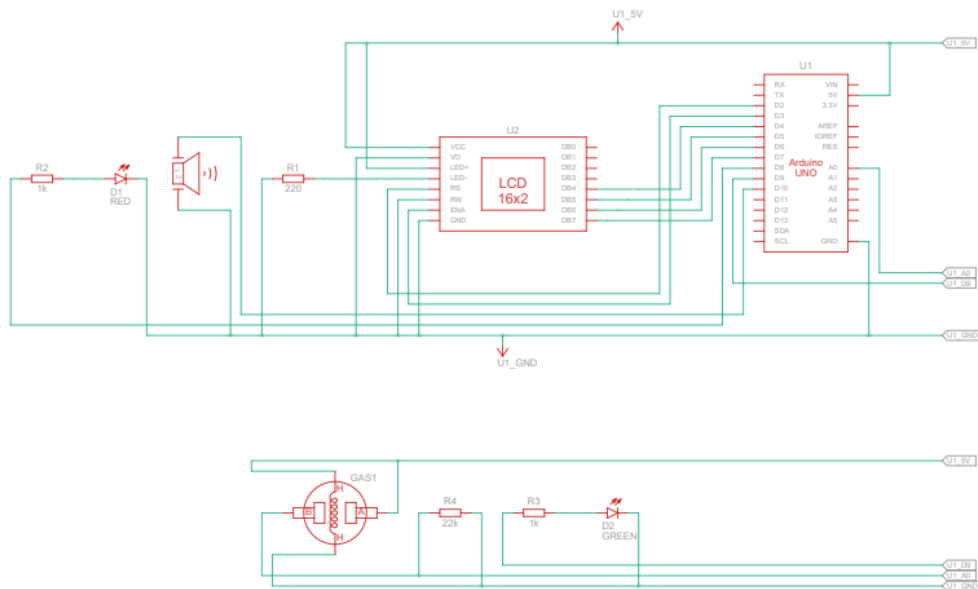 U1_5V
U1_5V
U1
RX
TX
D2
D3
D4
D5
D6
D7
D8
D9
D10
D11
D12
D13
SDA
SCL
VIN
5V
3.3V
AREF
IOREF
RES
A0
A1
A2
A3
A4
A5
GND
Arduino
UNO
U2
VCC
VO
LED+
LED-
RS
RW
ENA
GND
LCD
16x2
DB0
DB1
DB2
DB3
DB4
DB5
DB6
DB7
R2
1k
D1
RED
R1
220
U1_A0
U1_D9
U1_GND
U1_GND
U1_5V
GAS1
H
B
A
H
R4
22k
R3
1k
D2
GREEN
U1_D9
U1_A0
U1_GND